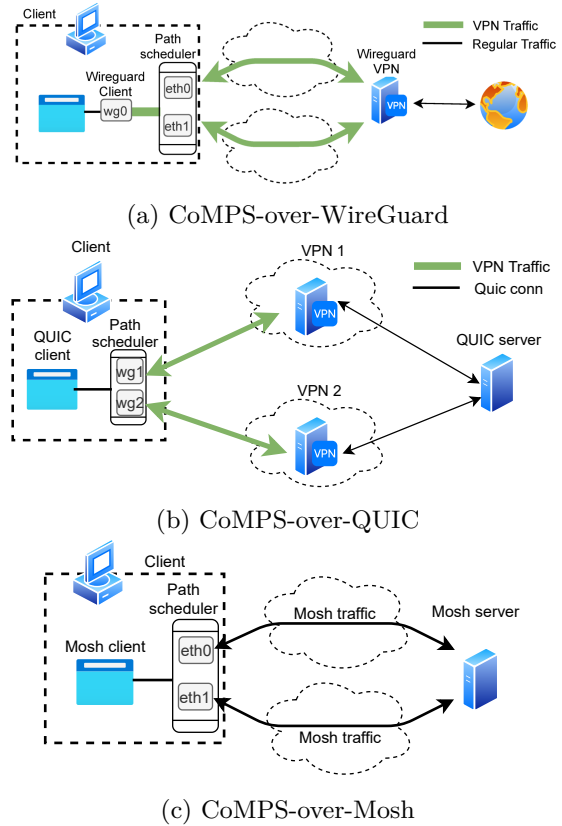 Client
Path
scheduler
Wireguard
Client
wg0
eth0
eth1
Wireguard
VPN
VPN
VPN Traffic
Regular Traffic
(a) CoMPS-over-WireGuard
Client
QUIC
client
Path
scheduler
wg1
wg2
VPN 1
VPN
VPN 2
VPN
VPN Traffic
Quic conn
QUIC server
(b) CoMPS-over-QUIC
Client
Path
scheduler
Mosh client
eth0
eth1
Mosh traffic
Mosh traffic
Mosh server
(c) CoMPS-over-Mosh